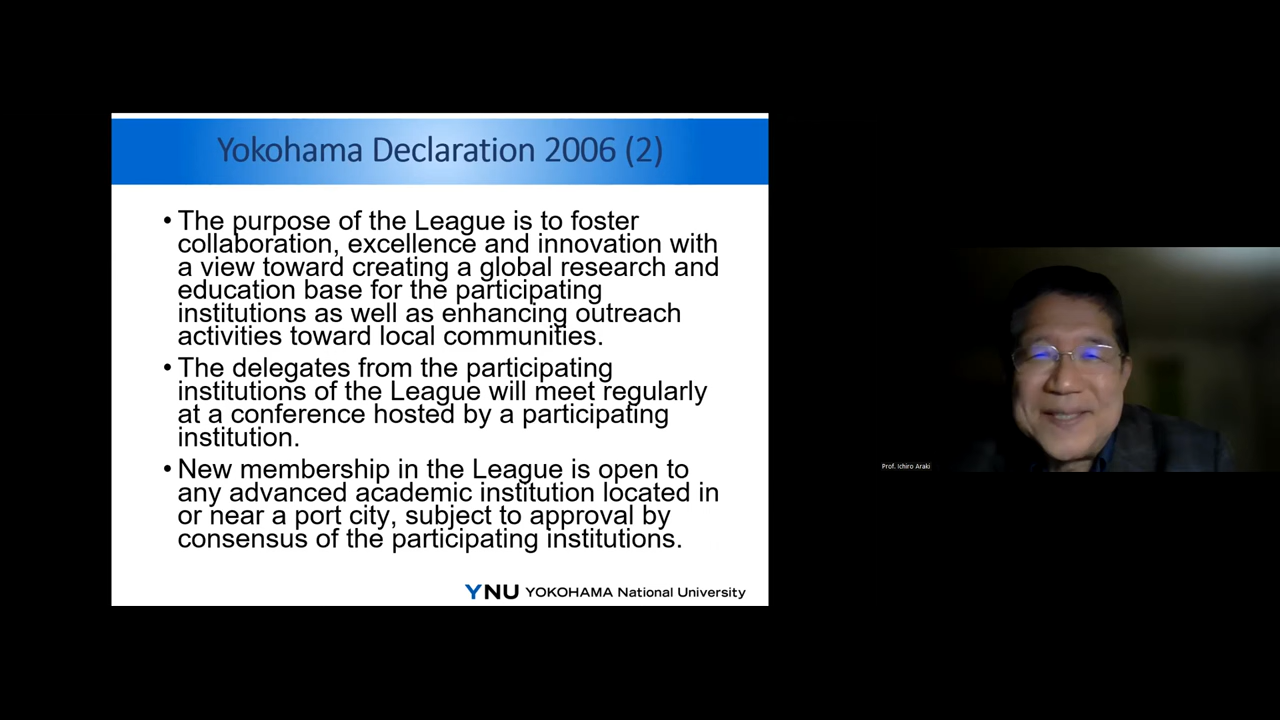 Yokohama Declaration 2006 (2)
• The purpose of the League is to foster
collaboration, excellence and innovation with
a view toward creating a global research and
education base for the participating
institutions as well as enhancing outreach
activities toward local communities.
• The delegates from the participating
institutions of the League will meet regularly
at a conference hosted by a participating
institution.
• New membership in the League is open to
any advanced academic institution located in
or near a port city, subject to approval by
consensus of the participating institutions.
YNU YOKOHAMA National University
Prof. Ichiro Araki